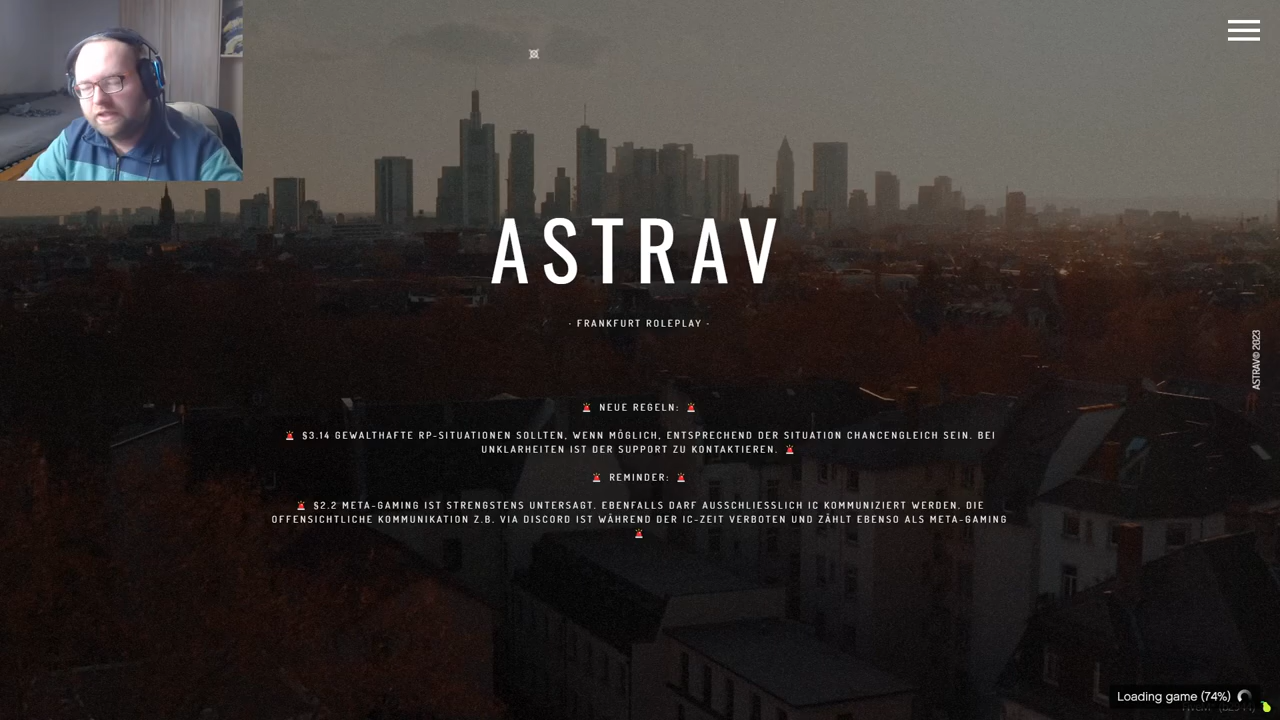 ASTRAV
- FRANKFURT ROLEPLAY -
ASTRAV© 2023
🚨 NEUE REGELN: 🚨
🚨 §3.14 GEWALTHAFTE RP-SITUATIONEN SOLLTEN, WENN MÖGLICH, ENTSPRECHEND DER SITUATION CHANCENGLEICH SEIN. BEI
UNKLARHEITEN IST DER SUPPORT ZU KONTAKTIEREN. 🚨
🚨 REMINDER: 🚨
🚨 §2.2 META-GAMING IST STRENGSTENS UNTERSAGT. EBENFALLS DARF AUSSCHLIESSLICH IC KOMMUNIZIERT WERDEN. DIE
OFFENSICHTLICHE KOMMUNIKATION Z.B. VIA DISCORD IST WÄHREND DER IC-ZEIT VERBOTEN UND ZÄHLT EBENSO ALS META-GAMING
🚨
Loading game (74%)